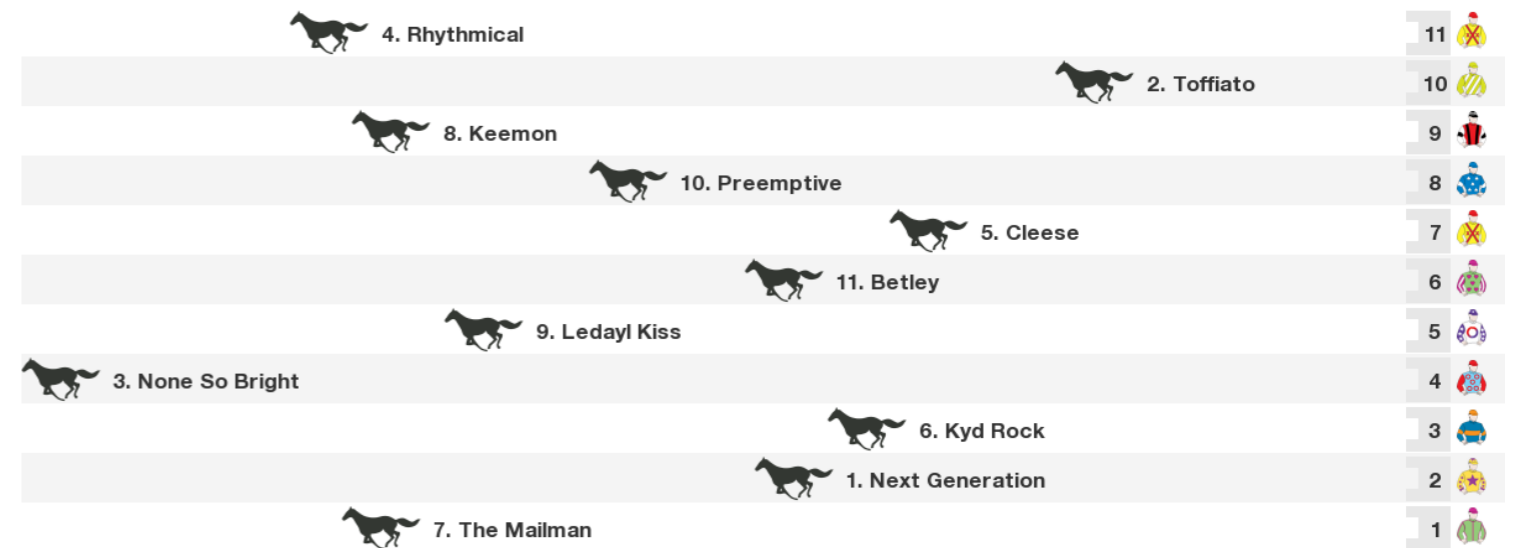 4. Rhythmical 11
2. Toffiato 10
8. Keemon 9
10. Preemptive 8
5. Cleese 7
11. Betley 6
9. Ledayl Kiss 5
3. None So Bright 4
6. Kyd Rock 3
1. Next Generation 2
7. The Mailman 1